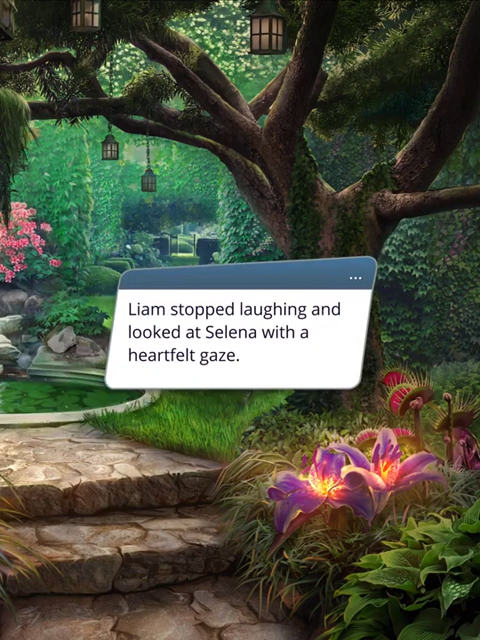 Liam stopped laughing and
looked at Selena with a
heartfelt gaze.